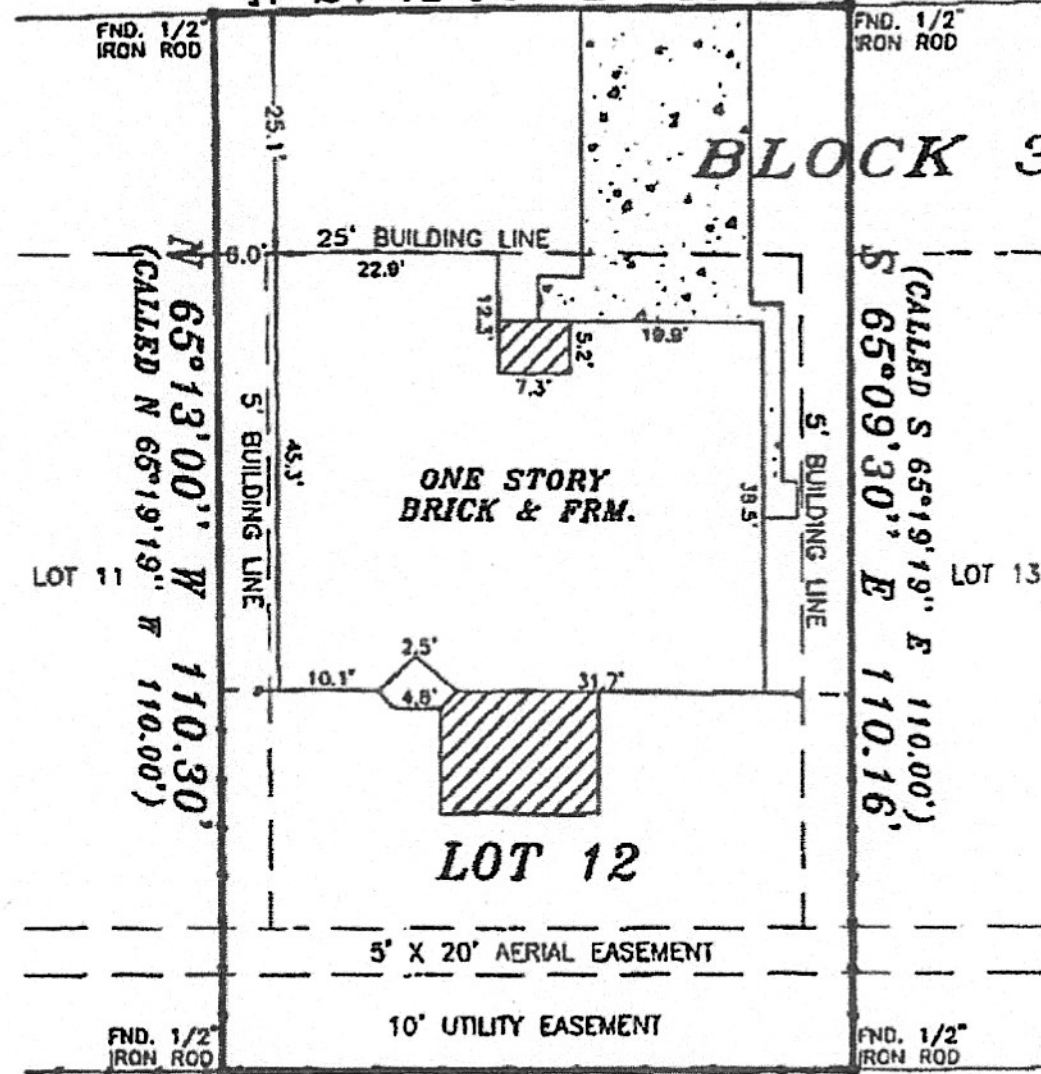 FND. 1/2"
IRON ROD
FND. 1/2"
IRON ROD
25.1'
BLOCK 3
25' BUILDING LINE
6.0'
22.9'
12.3'
19.8'
5.2'
7.3'
N 65°13'00" W 110.30'
(CALLED N 65°19'19" W 110.00')
5' BUILDING LINE
45.3'
ONE STORY
BRICK & FRM.
38.5'
5' BUILDING LINE
S 65°09'30" E 110.16'
(CALLED S 65°19'19" E 110.00')
LOT 11
LOT 13
2.5'
10.1'
4.8'
31.7'
LOT 12
5' X 20' AERIAL EASEMENT
10' UTILITY EASEMENT
FND. 1/2"
IRON ROD
FND. 1/2"
IRON ROD